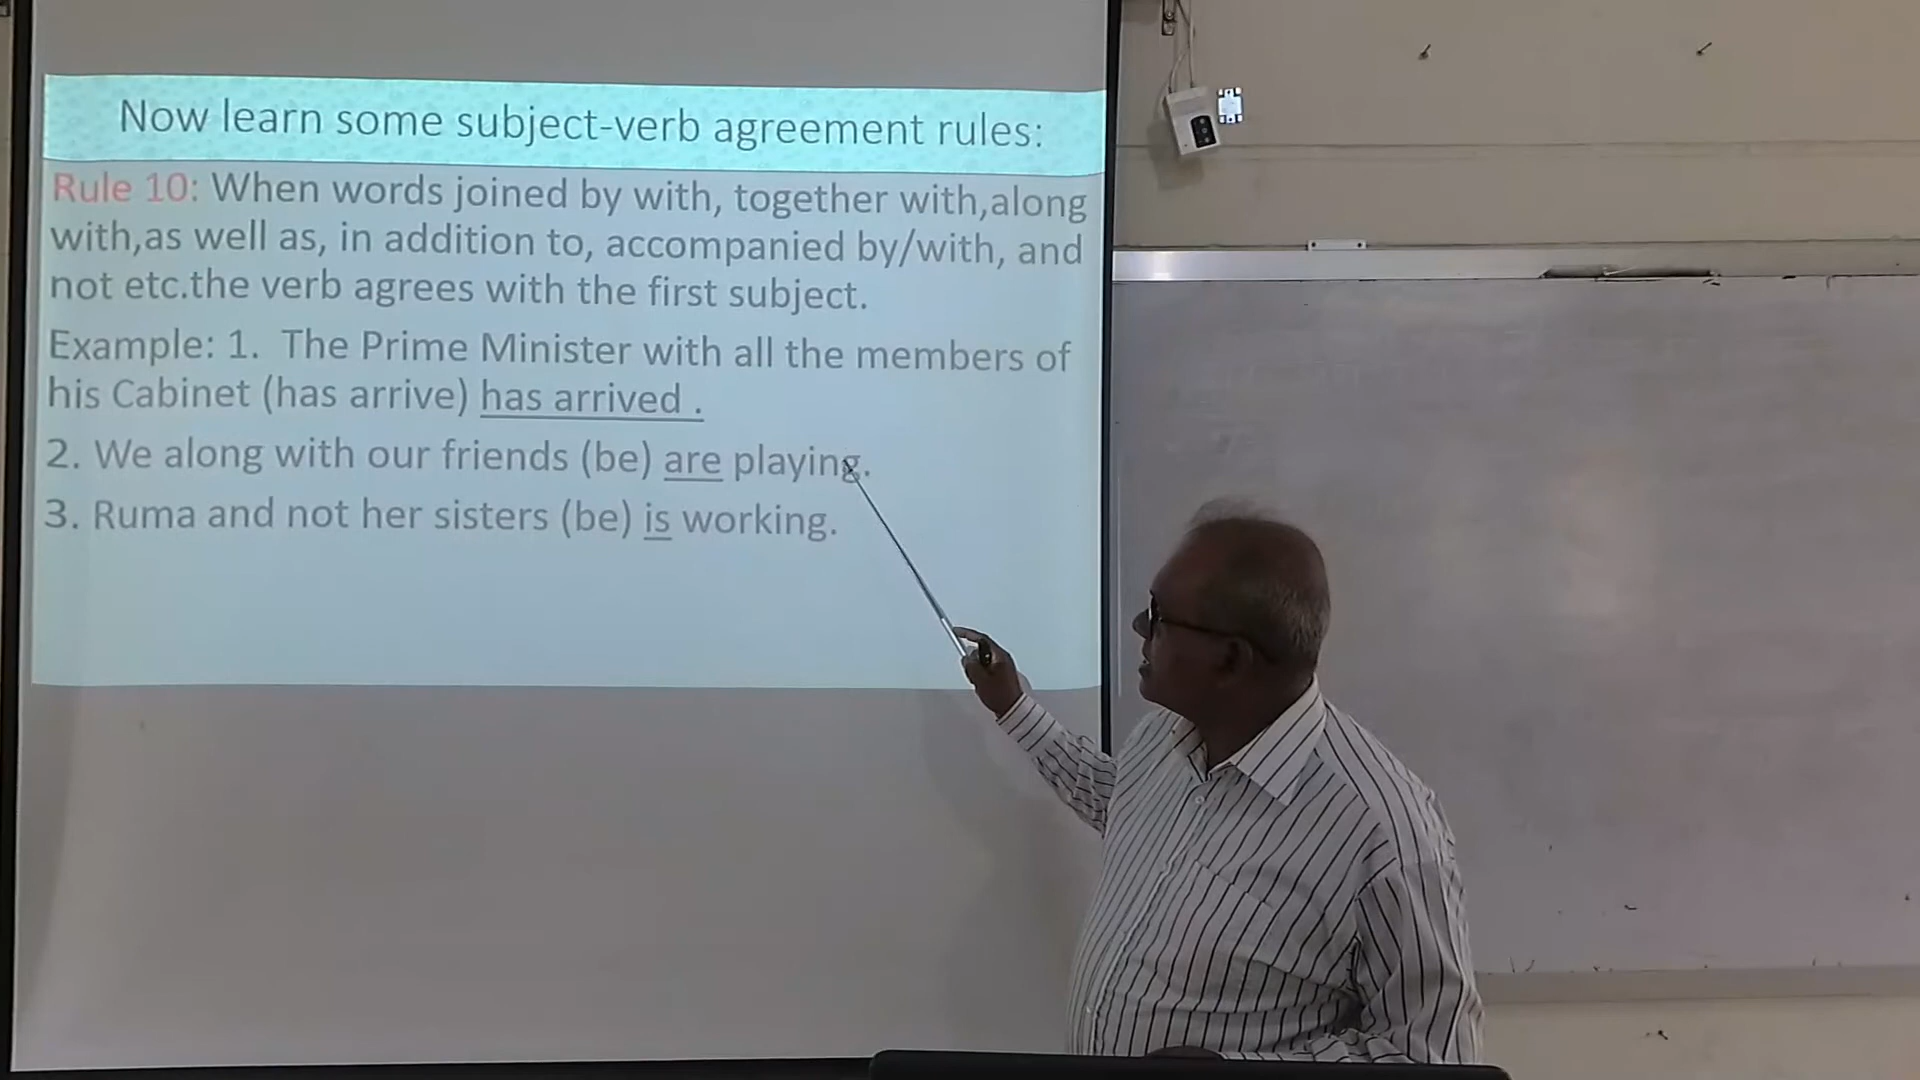 Now learn some subject-verb agreement rules:
Rule 10: When words joined by with, together with,along
with,as well as, in addition to, accompanied by/with, and
not etc.the verb agrees with the first subject.
Example: 1. The Prime Minister with all the members of
his Cabinet (has arrive) has arrived .
2. We along with our friends (be) are playing.
3. Ruma and not her sisters (be) is working.